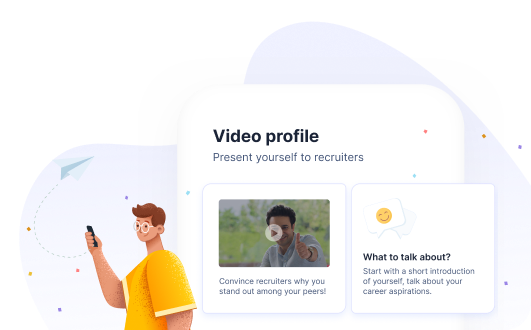 Video profile
Present yourself to recruiters
Convince recruiters why you
stand out among your peers!
What to talk about?
Start with a short introduction
of yourself, talk about your
career aspirations.